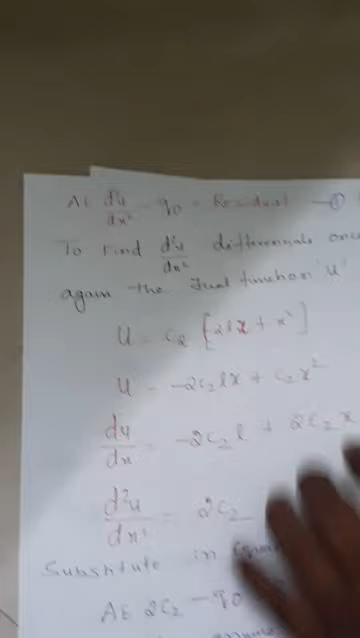 AE d²u/dx² - q0 = Residual - ①
To Find d²u/dx² differentiate once
again the trial function 'u'
U = C2 [-2lx + x²]
u = -2C2lx + C2x²
du/dx = -2C2l + 2C2x
d²u/dx² = 2C2
Substitute in
AE 2C2 - q0